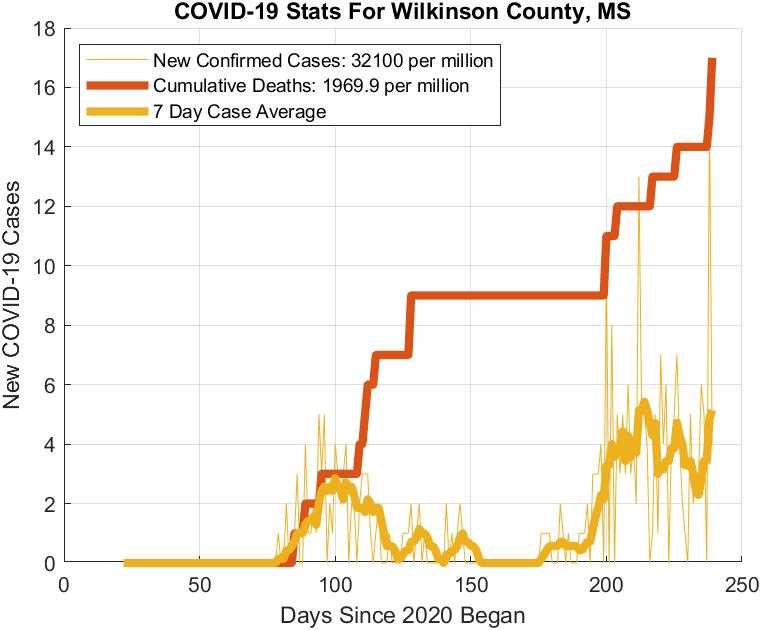 COVID-19 Stats For Wilkinson County, MS
New Confirmed Cases: 32100 per million
Cumulative Deaths: 1969.9 per million
7 Day Case Average
New COVID-19 Cases
18
16
14
12
10
8
6
4
2
0
0 50 100 150 200 250
Days Since 2020 Began